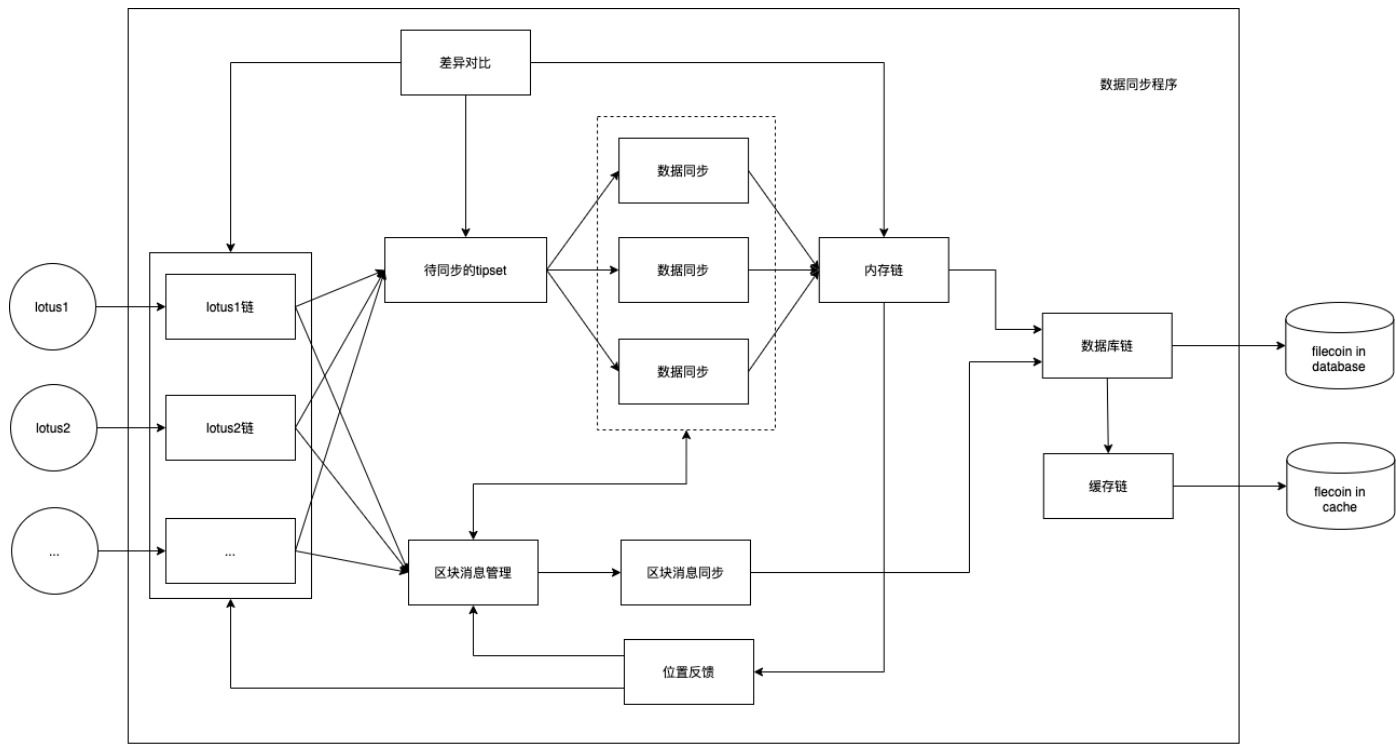 差异对比
数据同步程序
数据同步
待同步的tipset
数据同步
内存链
lotus1
lotus1链
数据同步
数据库链
filecoin in
database
lotus2
lotus2链
缓存链
flecoin in
cache
...
...
区块消息管理
区块消息同步
位置反馈